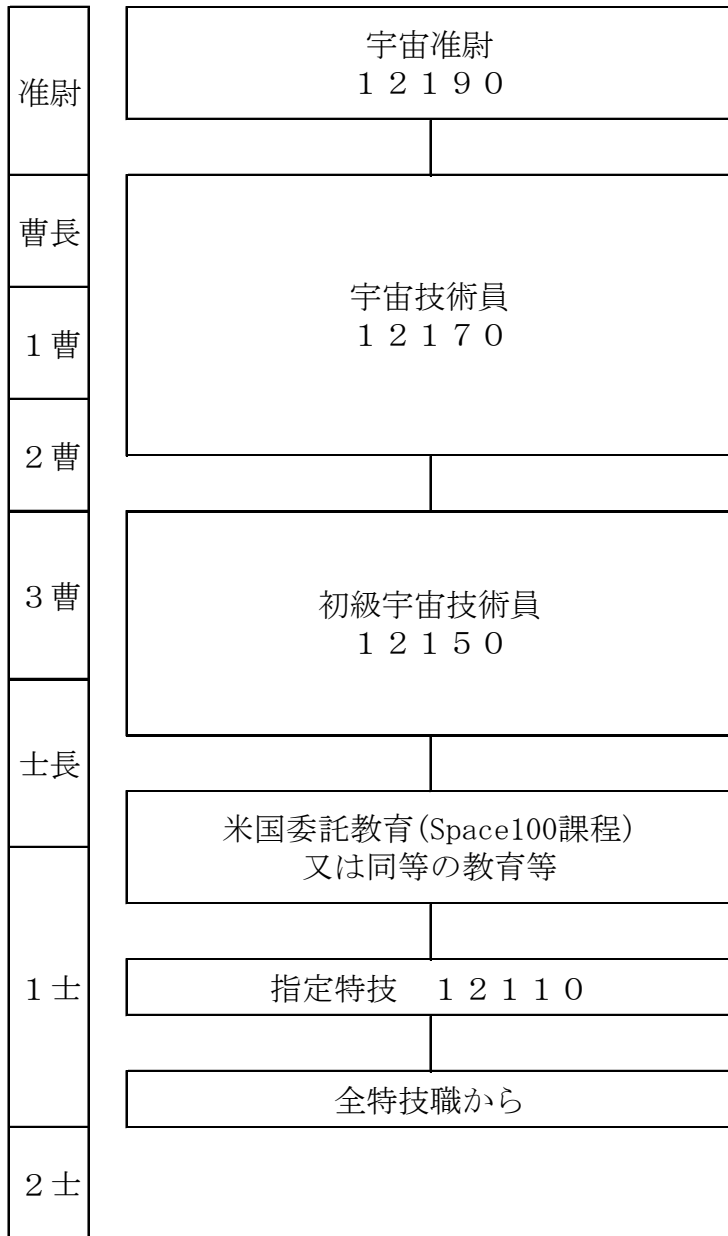 准尉
宇宙准尉
１２１９０
曹長
１曹
２曹
宇宙技術員
１２１７０
３曹
初級宇宙技術員
１２１５０
士長
米国委託教育(Space100課程)
又は同等の教育等
１士
指定特技　１２１１０
全特技職から
２士